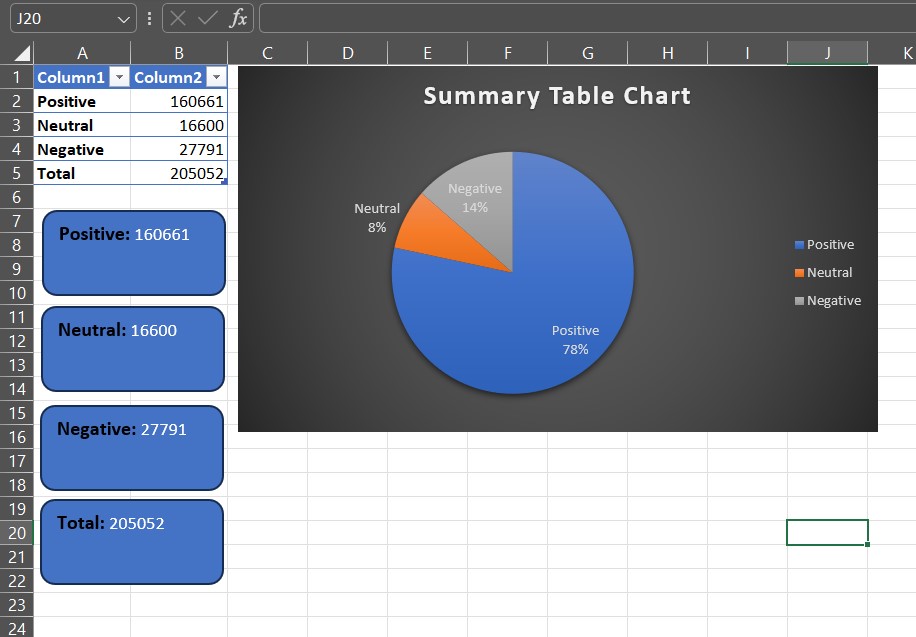 J20
fx
A B C D E F G H I J K
1 Column1 Column2
2 Positive 160661
3 Neutral 16600
4 Negative 27791
5 Total 205052
6
7
8
9
10
11
12
13
14
15
16
17
18
19
20
21
22
23
24
Positive: 160661
Neutral: 16600
Negative: 27791
Total: 205052
Summary Table Chart
Negative
14%
Neutral
8%
Positive
78%
Positive
Neutral
Negative